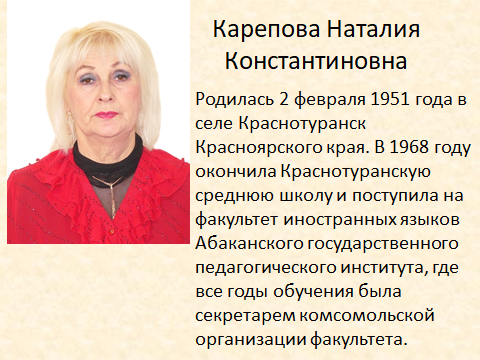 Карепова Наталия
Константиновна
Родилась 2 февраля 1951 года в
селе Краснотуранск
Красноярского края. В 1968 году
окончила Краснотуранскую
среднюю школу и поступила на
факультет иностранных языков
Абаканского государственного
педагогического института, где
все годы обучения была
секретарем комсомольской
организации факультета.